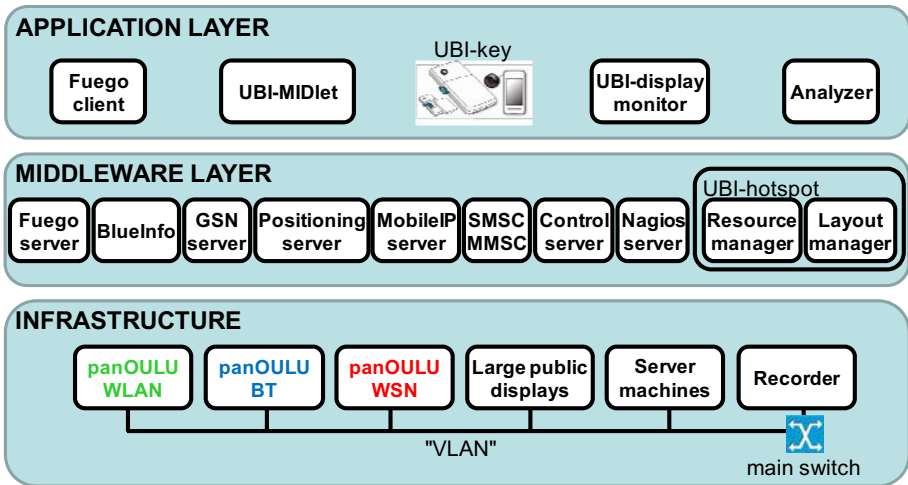 APPLICATION LAYER
UBI-key
Fuego
client
UBI-MIDlet
UBI-display
monitor
Analyzer
MIDDLEWARE LAYER
UBI-hotspot
Fuego
server
BlueInfo
GSN
server
Positioning
server
MobileIP
server
SMSC
MMSC
Control
server
Nagios
server
Resource
manager
Layout
manager
INFRASTRUCTURE
panOULU
WLAN
panOULU
BT
panOULU
WSN
Large public
displays
Server
machines
Recorder
"VLAN"
main switch